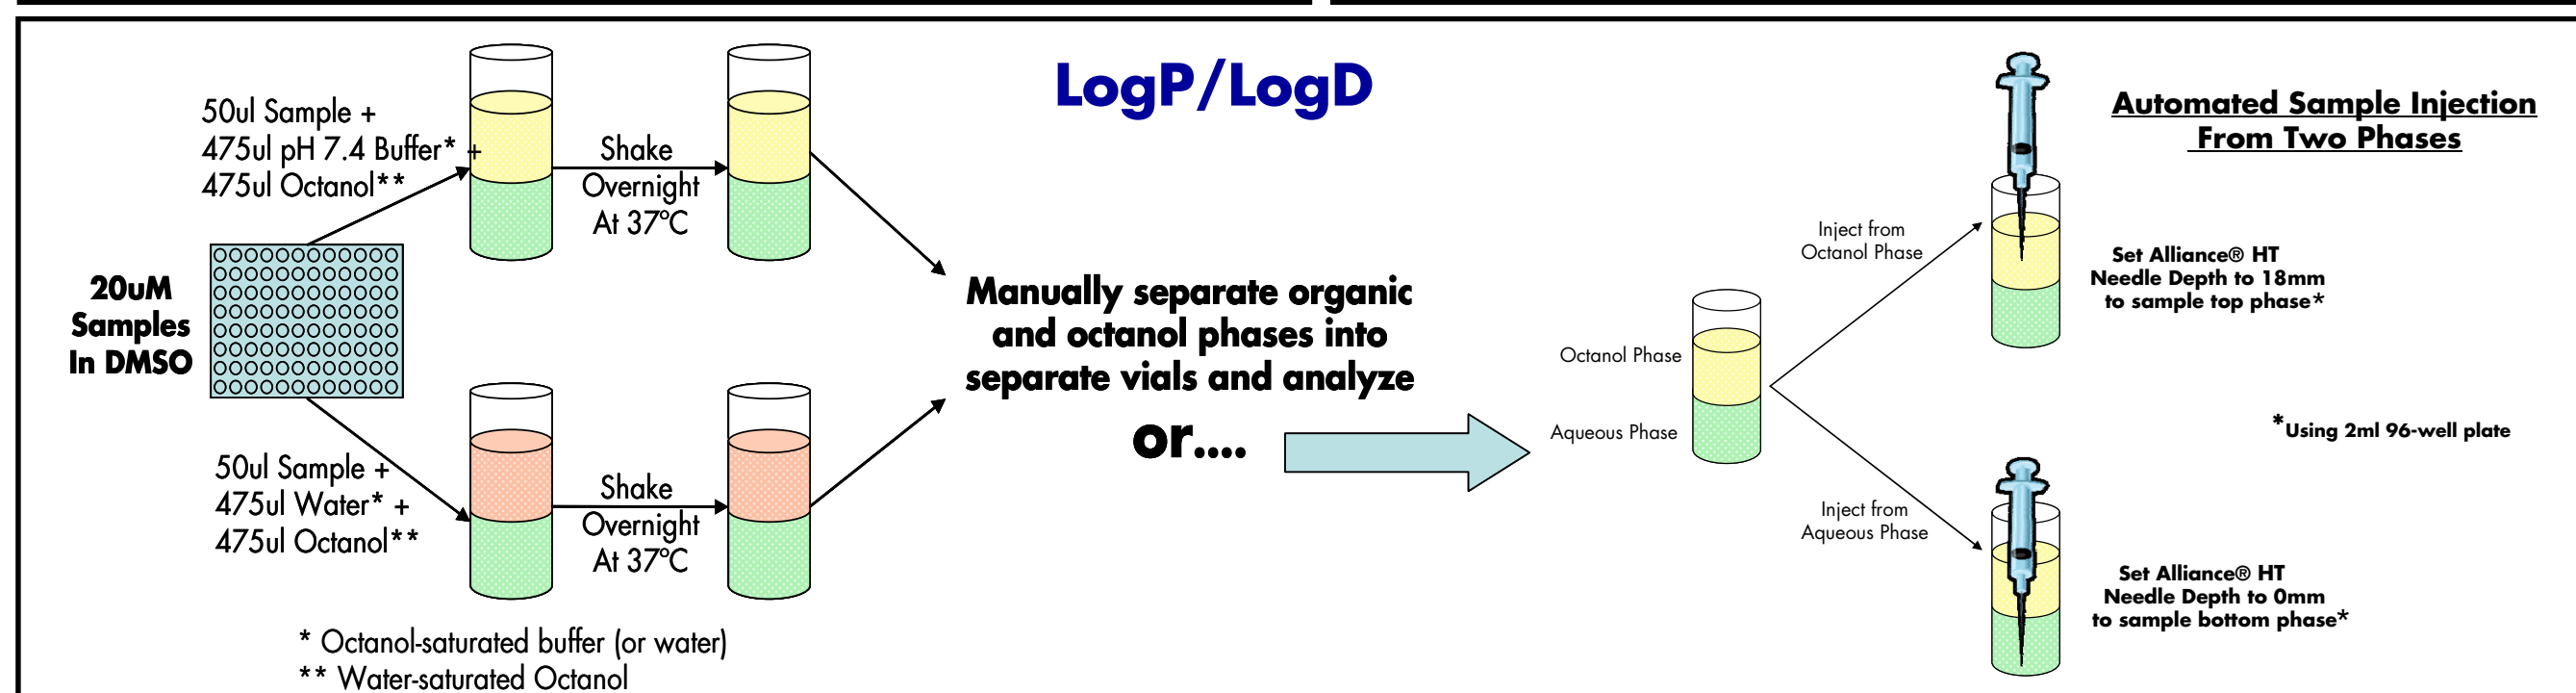 LogP/LogD
50ul Sample +
475ul pH 7.4 Buffer* +
475ul Octanol**
Shake
Overnight
At 37ºC
20uM
Samples
In DMSO
50ul Sample +
475ul Water* +
475ul Octanol**
Shake
Overnight
At 37ºC
* Octanol-saturated buffer (or water)
** Water-saturated Octanol
Manually separate organic
and octanol phases into
separate vials and analyze
or....
Octanol Phase
Aqueous Phase
Inject from
Octanol Phase
Inject from
Aqueous Phase
Automated Sample Injection
From Two Phases
Set Alliance® HT
Needle Depth to 18mm
to sample top phase*
*Using 2ml 96-well plate
Set Alliance® HT
Needle Depth to 0mm
to sample bottom phase*